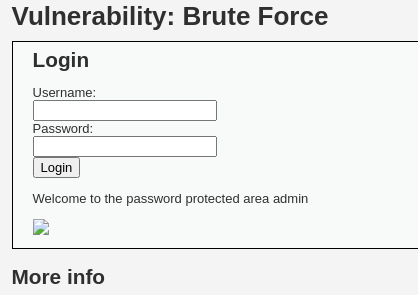 Vulnerability: Brute Force
Login
Username:
Password:
Login
Welcome to the password protected area admin
More info